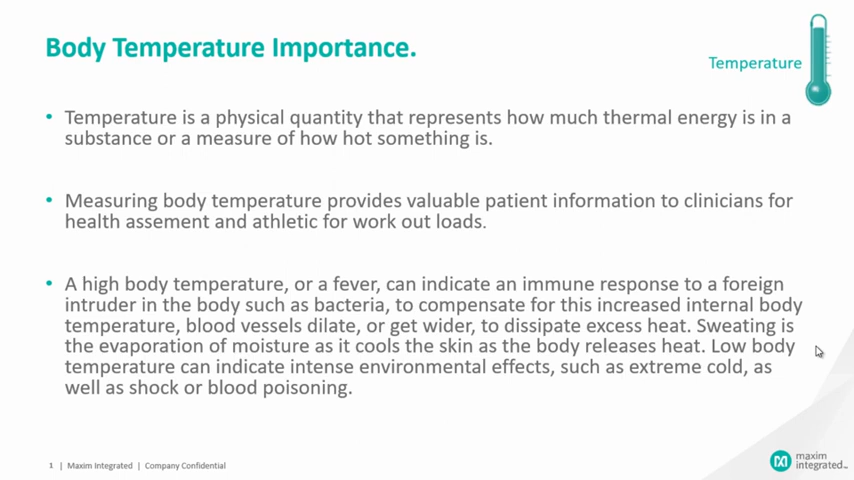 Body Temperature Importance.
Temperature
• Temperature is a physical quantity that represents how much thermal energy is in a
substance or a measure of how hot something is.
• Measuring body temperature provides valuable patient information to clinicians for
health assement and athletic for work out loads.
• A high body temperature, or a fever, can indicate an immune response to a foreign
intruder in the body such as bacteria, to compensate for this increased internal body
temperature, blood vessels dilate, or get wider, to dissipate excess heat. Sweating is
the evaporation of moisture as it cools the skin as the body releases heat. Low body
temperature can indicate intense environmental effects, such as extreme cold, as
well as shock or blood poisoning.
1 | Maxim Integrated | Company Confidential
maxim
integrated™